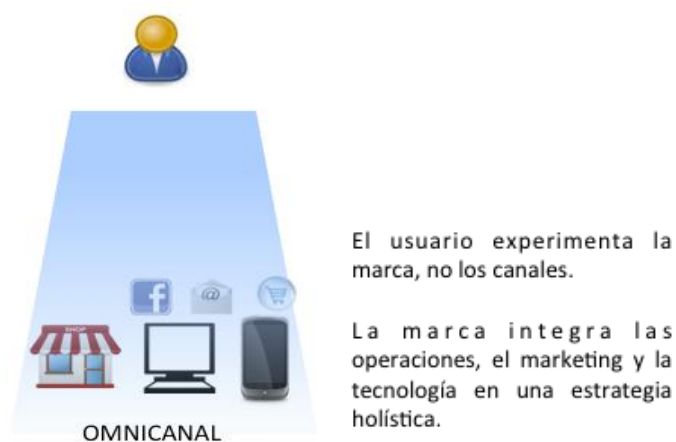 SHOP
@
OMNICANAL
El usuario experimenta la
marca, no los canales.
La marca integra las
operaciones, el marketing y la
tecnología en una estrategia
holística.